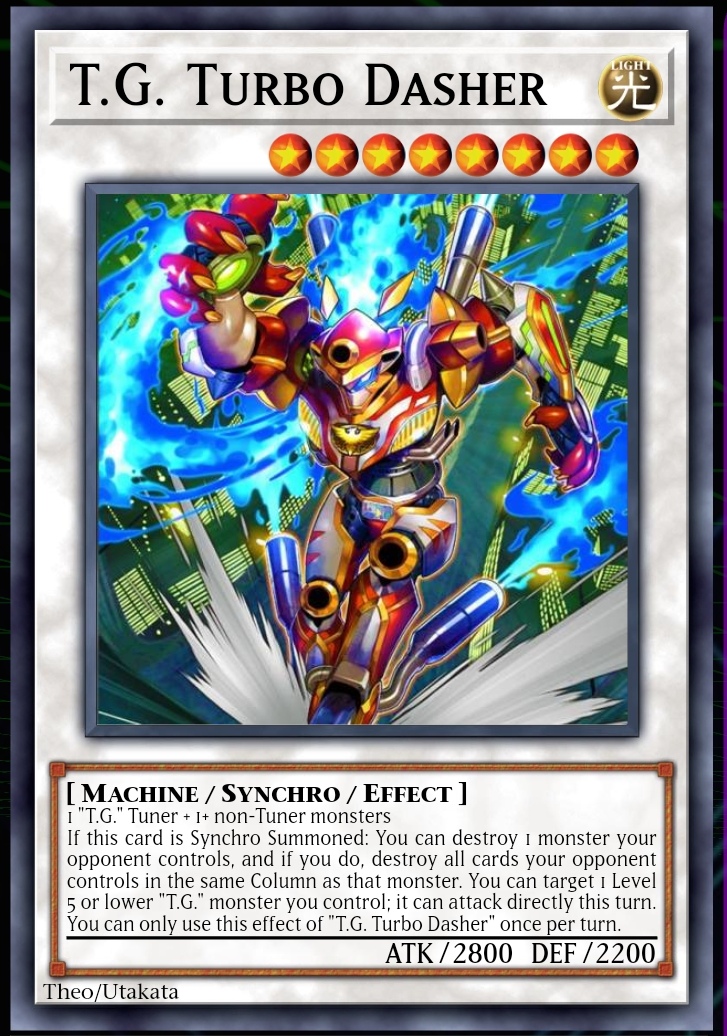 T.G. Turbo Dasher
LIGHT
光
[ Machine / Synchro / Effect ]
1 "T.G." Tuner + 1+ non-Tuner monsters
If this card is Synchro Summoned: You can destroy 1 monster your
opponent controls, and if you do, destroy all cards your opponent
controls in the same Column as that monster. You can target 1 Level
5 or lower "T.G." monster you control; it can attack directly this turn.
You can only use this effect of "T.G. Turbo Dasher" once per turn.
ATK / 2800 DEF / 2200
Theo/Utakata